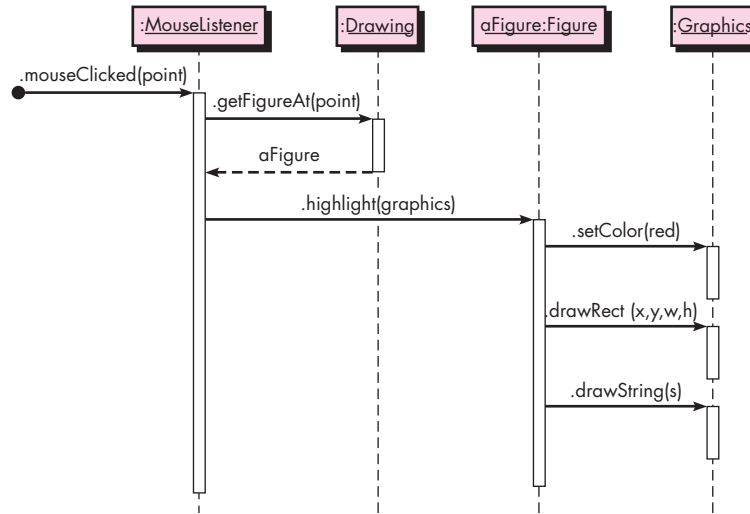 :MouseListener
:Drawing
aFigure:Figure
:Graphics
.mouseClicked(point)
.getFigureAt(point)
aFigure
.highlight(graphics)
.setColor(red)
.drawRect (x,y,w,h)
.drawString(s)